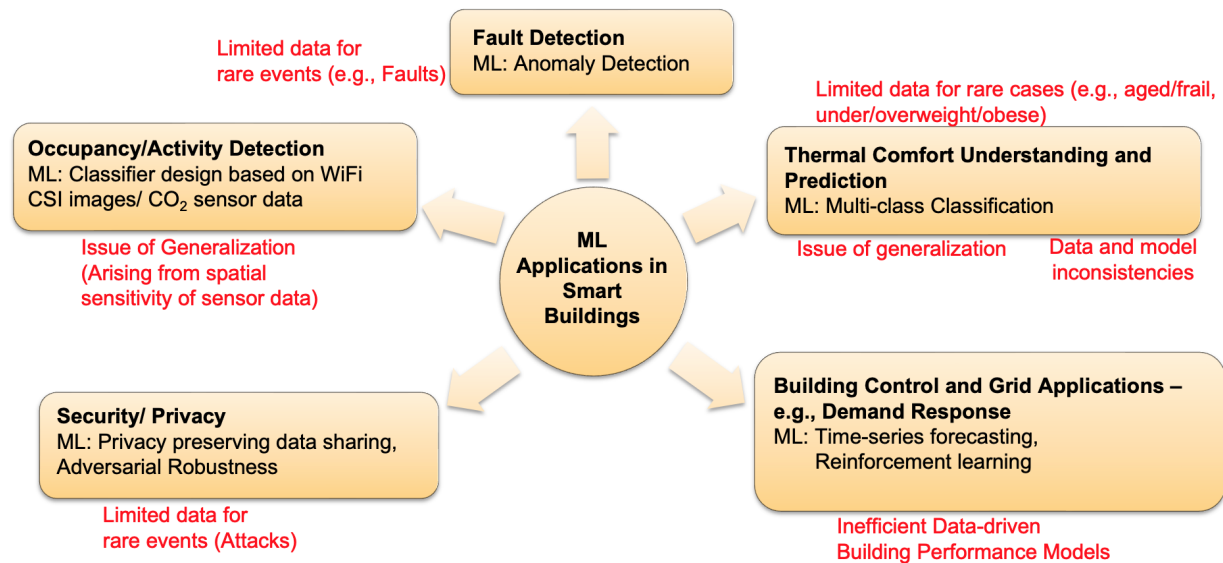 Limited data for
rare events (e.g., Faults)
Fault Detection
ML: Anomaly Detection
Limited data for rare cases (e.g., aged/frail,
under/overweight/obese)
Occupancy/Activity Detection
ML: Classifier design based on WiFi
CSI images/ CO₂ sensor data
Thermal Comfort Understanding and
Prediction
ML: Multi-class Classification
Issue of Generalization
(Arising from spatial
sensitivity of sensor data)
ML
Applications in
Smart
Buildings
Issue of generalization
Data and model
inconsistencies
Security/ Privacy
ML: Privacy preserving data sharing,
Adversarial Robustness
Building Control and Grid Applications –
e.g., Demand Response
ML: Time-series forecasting,
Reinforcement learning
Limited data for
rare events (Attacks)
Inefficient Data-driven
Building Performance Models